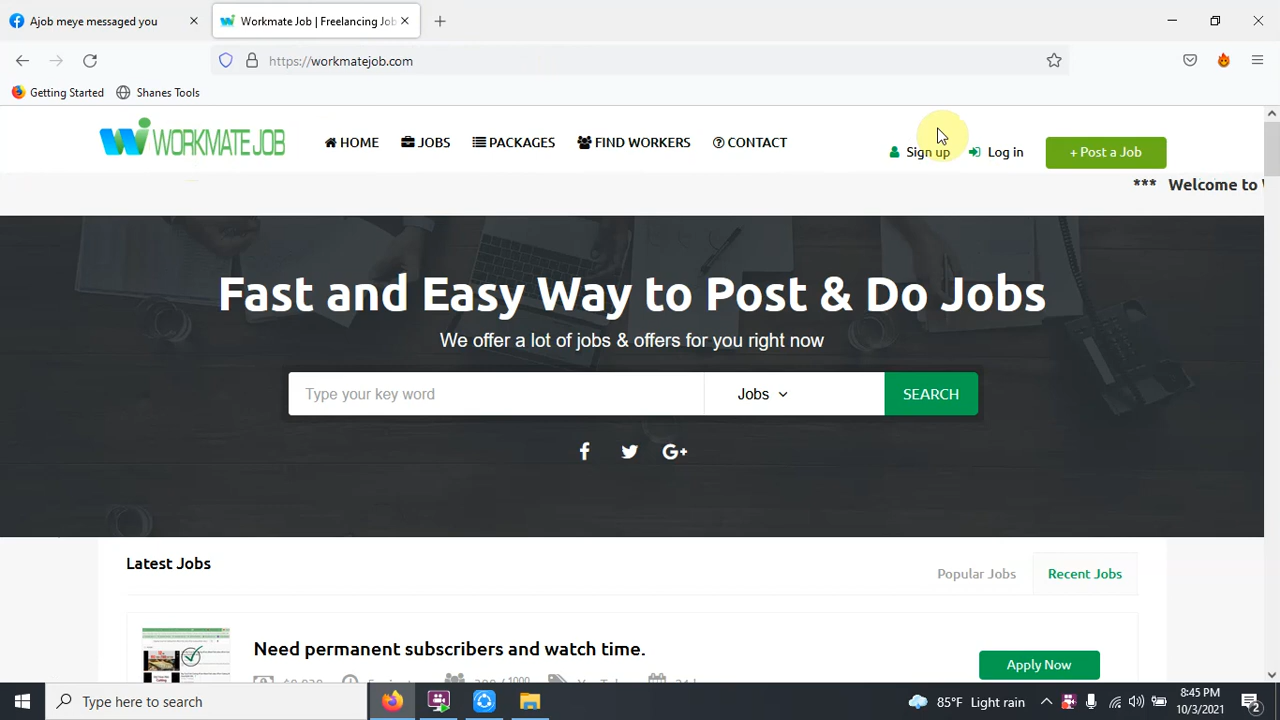 Ajob meye messaged you
Workmate Job | Freelancing Job
https://workmatejob.com
Getting Started
Shanes Tools
WORKMATE JOB
HOME
JOBS
PACKAGES
FIND WORKERS
CONTACT
Sign up
Log in
+ Post a Job
*** Welcome to
Fast and Easy Way to Post & Do Jobs
We offer a lot of jobs & offers for you right now
Type your key word
Jobs
SEARCH
Latest Jobs
Popular Jobs
Recent Jobs
Need permanent subscribers and watch time.
Apply Now
Type here to search
85°F Light rain
8:45 PM
10/3/2021
2